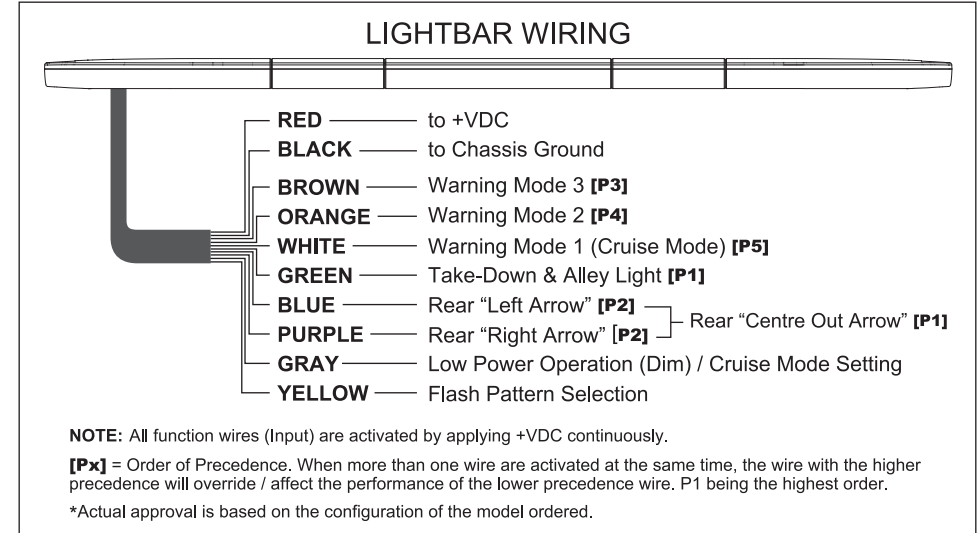 LIGHTBAR WIRING
RED to +VDC
BLACK to Chassis Ground
BROWN Warning Mode 3 [P3]
ORANGE Warning Mode 2 [P4]
WHITE Warning Mode 1 (Cruise Mode) [P5]
GREEN Take-Down & Alley Light [P1]
BLUE Rear “Left Arrow” [P2]
Rear “Centre Out Arrow” [P1]
PURPLE Rear “Right Arrow” [P2]
GRAY Low Power Operation (Dim) / Cruise Mode Setting
YELLOW Flash Pattern Selection
NOTE: All function wires (Input) are activated by applying +VDC continuously.
[Px] = Order of Precedence. When more than one wire are activated at the same time, the wire with the higher
precedence will override / affect the performance of the lower precedence wire. P1 being the highest order.
*Actual approval is based on the configuration of the model ordered.